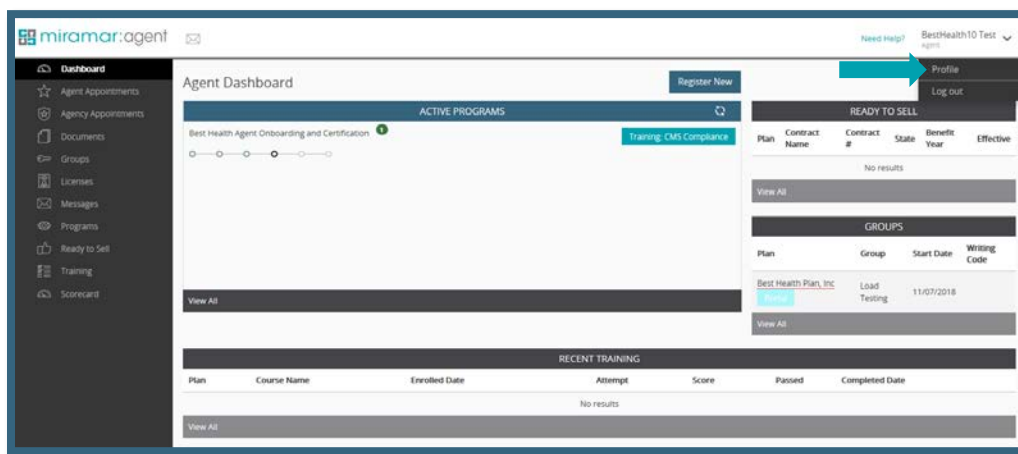 miramar:agent
Need Help?
BestHealth10 Test
Agent
Profile
Log out
Dashboard
Agent Appointments
Agency Appointments
Documents
Groups
Licenses
Messages
Programs
Ready to Sell
Training
Scorecard
Agent Dashboard
Register New
ACTIVE PROGRAMS
Best Health Agent Onboarding and Certification 1
Training: CMS Compliance
View All
READY TO SELL
Plan Contract Name Contract # State Benefit Year Effective
No results
View All
GROUPS
Plan Group Start Date Writing Code
Best Health Plan, Inc Load Testing 11/07/2018
Portal
View All
RECENT TRAINING
Plan Course Name Enrolled Date Attempt Score Passed Completed Date
No results
View All